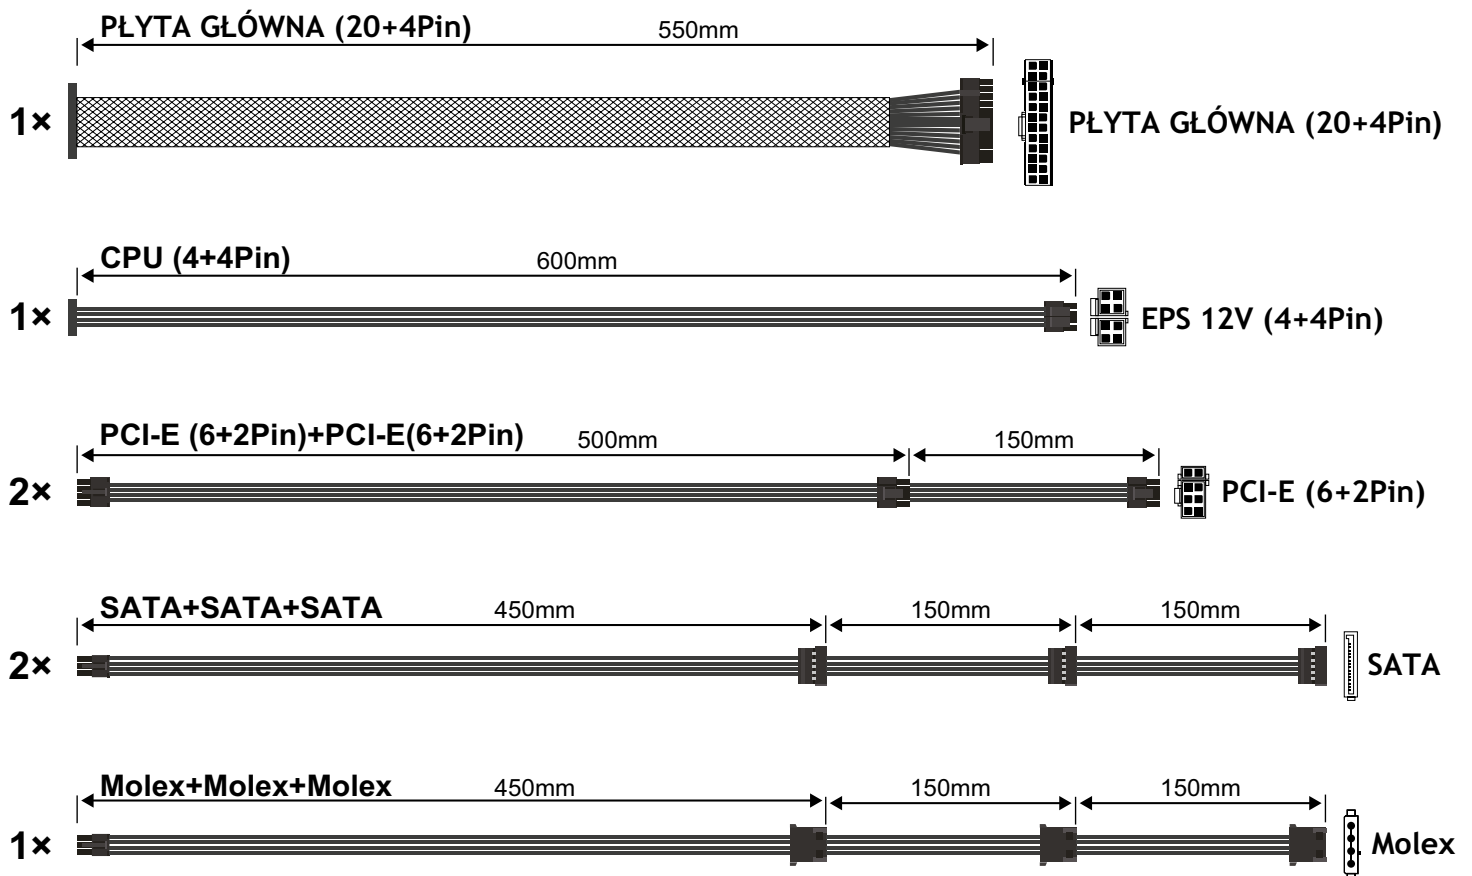 PŁYTA GŁÓWNA (20+4Pin)
550mm
1×
PŁYTA GŁÓWNA (20+4Pin)
CPU (4+4Pin)
600mm
1×
EPS 12V (4+4Pin)
PCI-E (6+2Pin)+PCI-E(6+2Pin)
500mm
150mm
2×
PCI-E (6+2Pin)
SATA+SATA+SATA
450mm
150mm
150mm
2×
SATA
Molex+Molex+Molex
450mm
150mm
150mm
1×
Molex